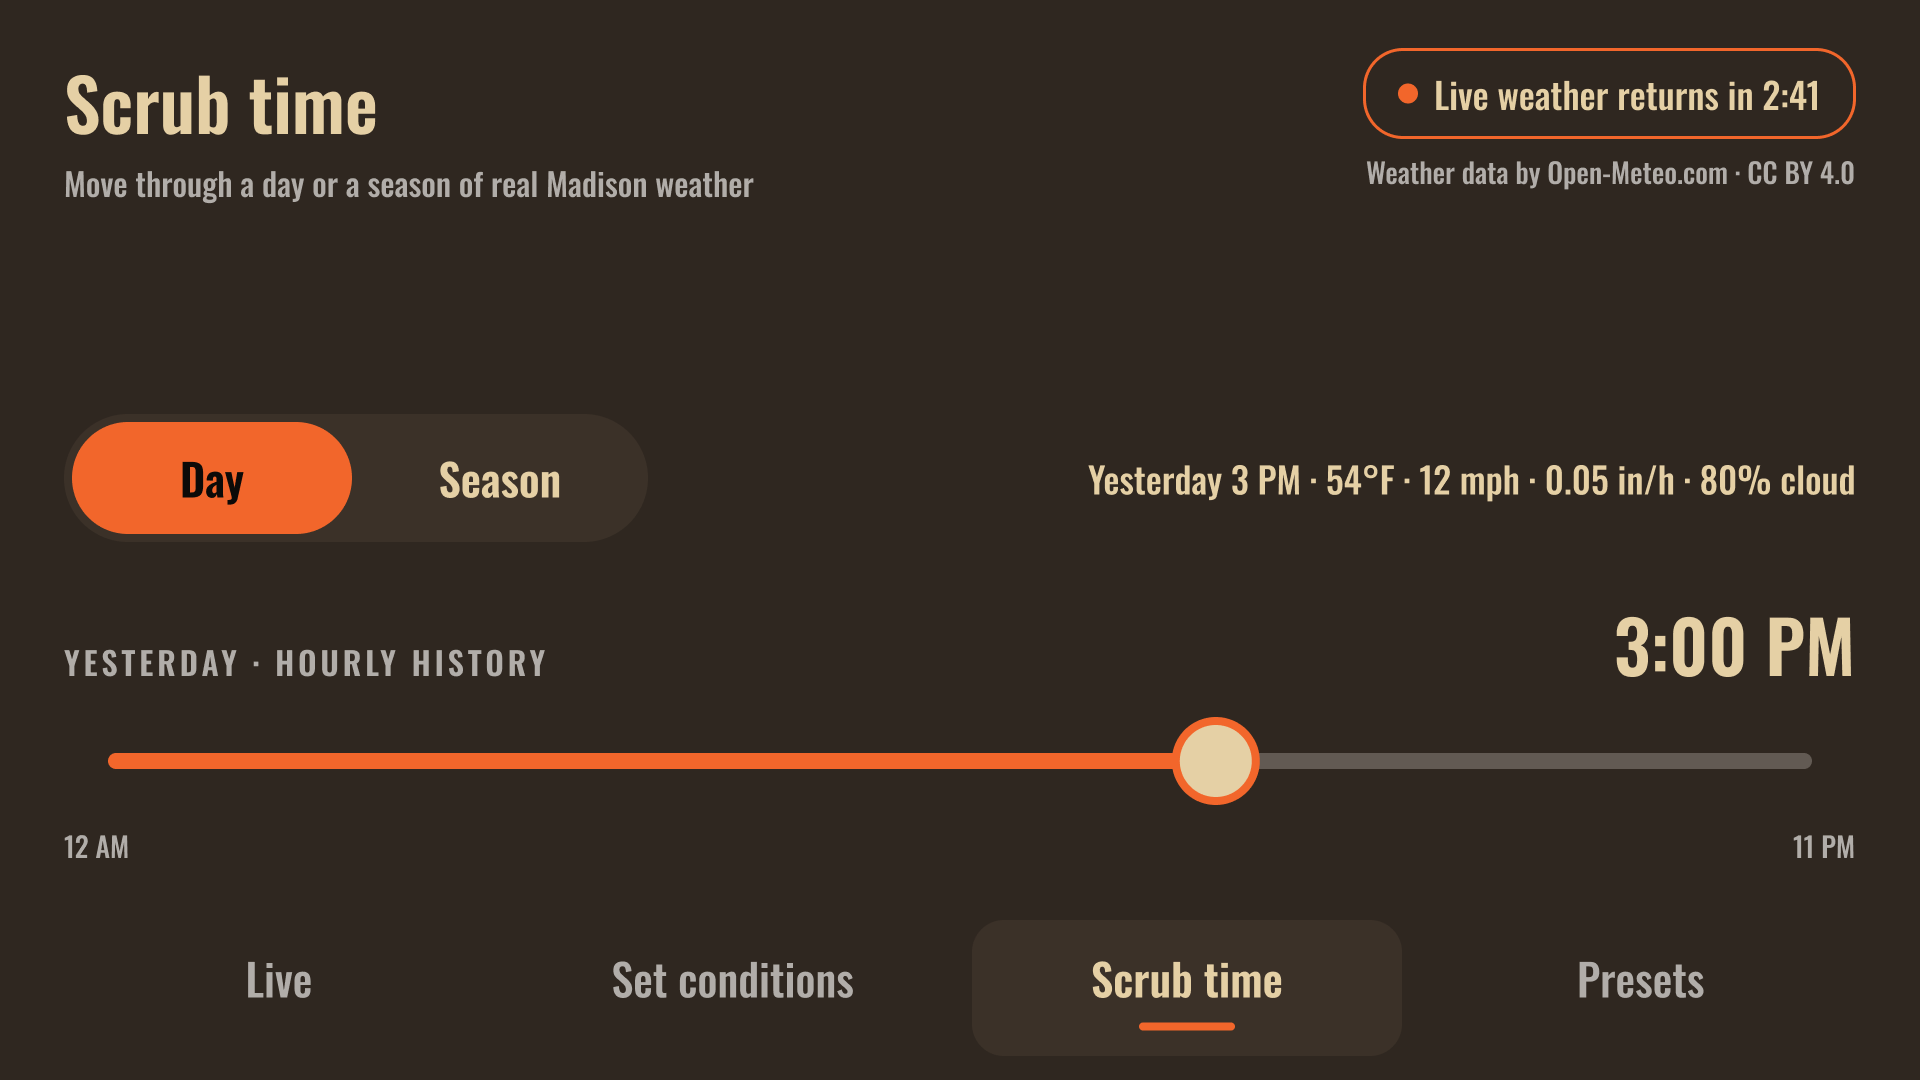 Scrub time
Live weather returns in 2:41
Move through a day or a season of real Madison weather
Weather data by Open-Meteo.com · CC BY 4.0
Day
Season
Yesterday 3 PM · 54°F · 12 mph · 0.05 in/h · 80% cloud
YESTERDAY · HOURLY HISTORY
3:00 PM
12 AM
11 PM
Live
Set conditions
Scrub time
Presets